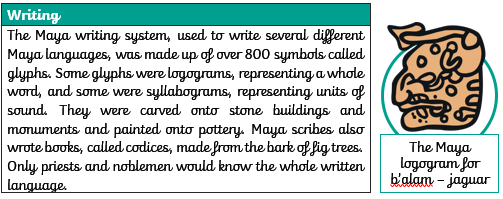 Writing
The Maya writing system, used to write several different
Maya languages, was made up of over 800 symbols called
glyphs. Some glyphs were logograms, representing a whole
word, and some were syllabograms, representing units of
sound. They were carved onto stone buildings and
monuments and painted onto pottery. Maya scribes also
wrote books, called codices, made from the bark of fig trees.
Only priests and noblemen would know the whole written
language.
The Maya
logogram for
b'alam – jaguar